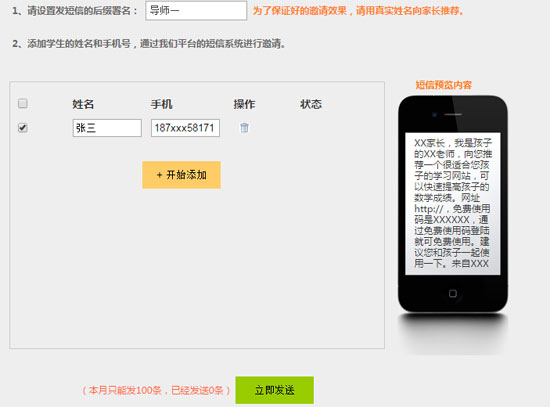 1、请设置发短信的后缀署名： 导师一 为了保证好的邀请效果，请用真实姓名向家长推荐。
2、添加学生的姓名和手机号，通过我们平台的短信系统进行邀请。
短信预览内容
姓名 手机 操作 状态
张三 187xxx58171
+ 开始添加
XX家长，我是孩子
的XX老师，向您推
荐一个很适合您孩
子的学习网站，可
以快速提高孩子的
数学成绩。网址
http://，免费使用
码是XXXXXX，通
过免费使用码登陆
就可免费使用。建
议您和孩子一起使
用一下。来自XXX
（本月只能发100条，已经发送0条） 立即发送